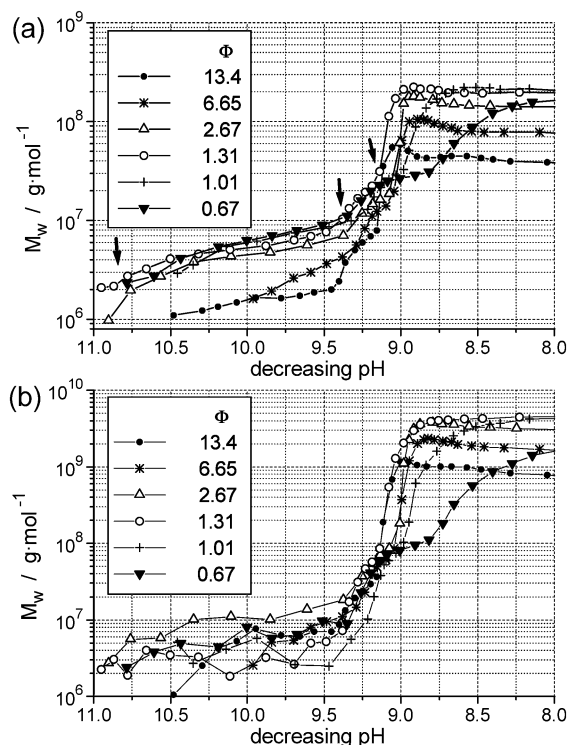 (a)
10⁹
10⁸
10⁷
10⁶
M_w / g·mol⁻¹
Φ
13.4
6.65
2.67
1.31
1.01
0.67
11.0 10.5 10.0 9.5 9.0 8.5 8.0
decreasing pH
(b)
10¹⁰
10⁹
10⁸
10⁷
10⁶
M_w / g·mol⁻¹
Φ
13.4
6.65
2.67
1.31
1.01
0.67
11.0 10.5 10.0 9.5 9.0 8.5 8.0
decreasing pH